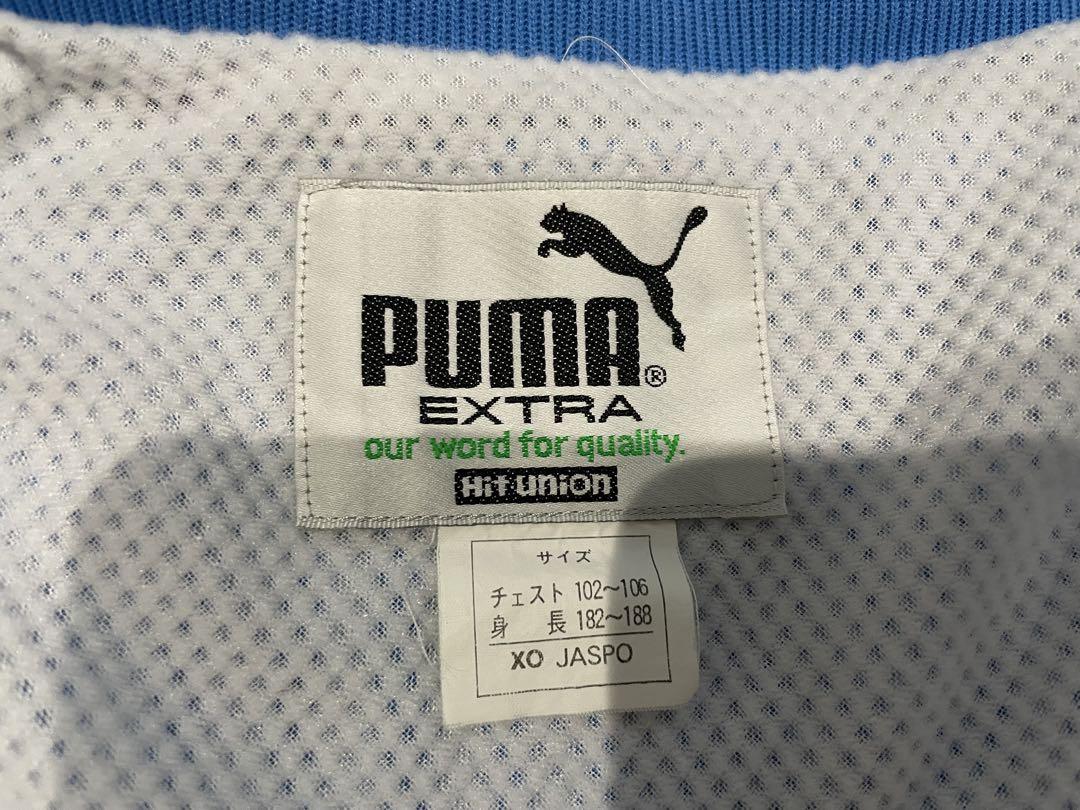 PUMA®
EXTRA
our word for quality.
Hit union
サイズ
チェスト 102〜106
身 長 182〜188
XO JASPO